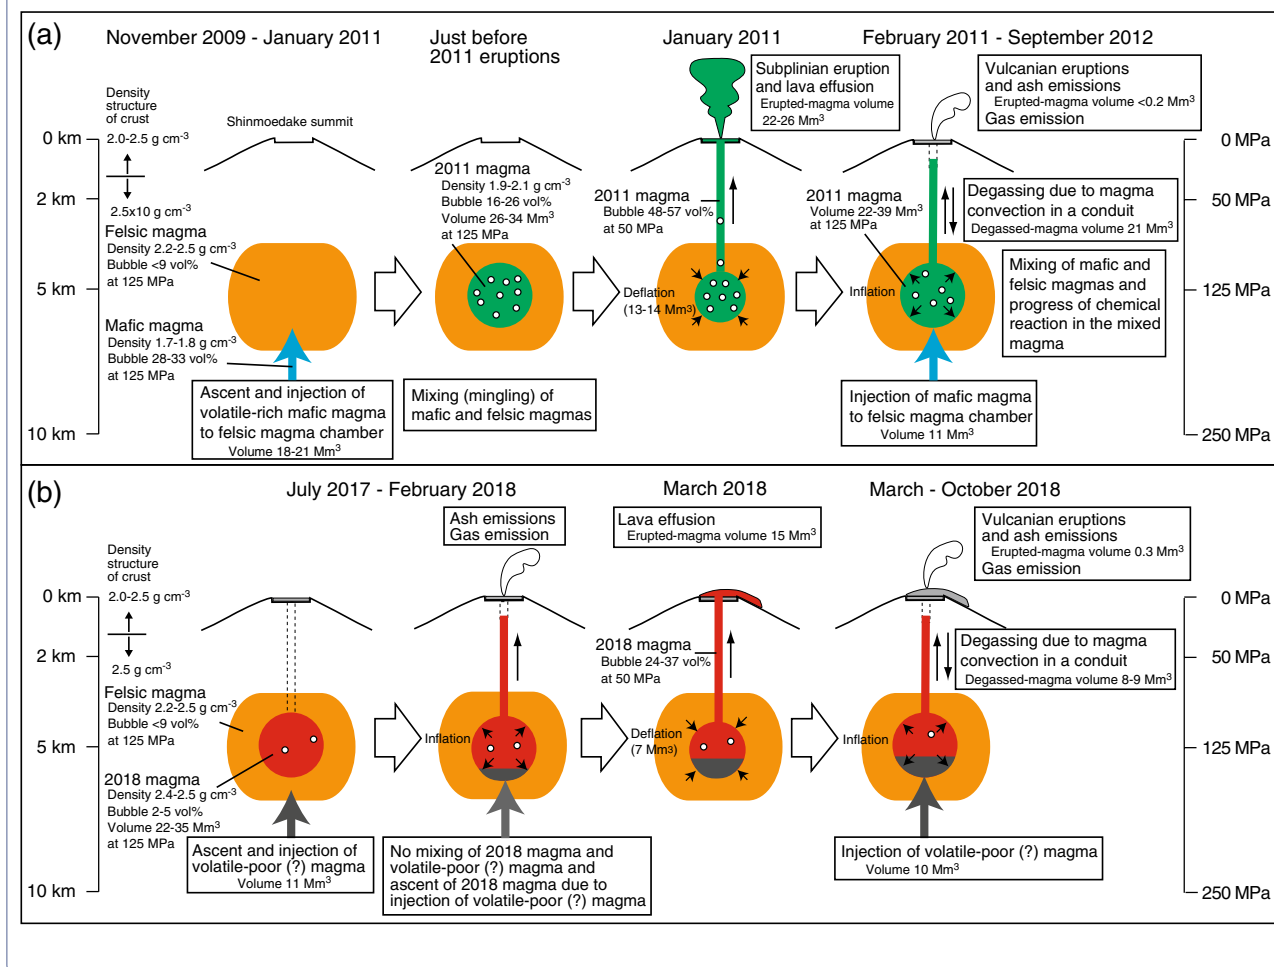 (a)
November 2009 - January 2011
Just before
2011 eruptions
January 2011
February 2011 - September 2012
Subplinian eruption
and lava effusion
Erupted-magma volume
22-26 Mm3
Vulcanian eruptions
and ash emissions
Erupted-magma volume <0.2 Mm3
Gas emission
Density
structure
of crust
0 km
2.0-2.5 g cm-3
2 km
2.5x10 g cm-3
5 km
10 km
Shinmoedake summit
Felsic magma
Density 2.2-2.5 g cm-3
Bubble <9 vol%
at 125 MPa
Mafic magma
Density 1.7-1.8 g cm-3
Bubble 28-33 vol%
at 125 MPa
Ascent and injection of
volatile-rich mafic magma
to felsic magma chamber
Volume 18-21 Mm3
2011 magma
Density 1.9-2.1 g cm-3
Bubble 16-26 vol%
Volume 26-34 Mm3
at 125 MPa
Mixing (mingling) of
mafic and felsic magmas
2011 magma
Bubble 48-57 vol%
at 50 MPa
Deflation
(13-14 Mm3)
2011 magma
Volume 22-39 Mm3
at 125 MPa
Inflation
Degassing due to magma
convection in a conduit
Degassed-magma volume 21 Mm3
Mixing of mafic and
felsic magmas and
progress of chemical
reaction in the mixed
magma
Injection of mafic magma
to felsic magma chamber
Volume 11 Mm3
0 MPa
50 MPa
125 MPa
250 MPa
(b)
July 2017 - February 2018
March 2018
March - October 2018
Ash emissions
Gas emission
Lava effusion
Erupted-magma volume 15 Mm3
Vulcanian eruptions
and ash emissions
Erupted-magma volume 0.3 Mm3
Gas emission
Density
structure
of crust
0 km
2.0-2.5 g cm-3
2 km
2.5 g cm-3
5 km
10 km
Felsic magma
Density 2.2-2.5 g cm-3
Bubble <9 vol%
at 125 MPa
2018 magma
Density 2.4-2.5 g cm-3
Bubble 2-5 vol%
Volume 22-35 Mm3
at 125 MPa
Ascent and injection of
volatile-poor (?) magma
Volume 11 Mm3
Inflation
No mixing of 2018 magma and
volatile-poor (?) magma and
ascent of 2018 magma due to
injection of volatile-poor (?) magma
2018 magma
Bubble 24-37 vol%
at 50 MPa
Deflation
(7 Mm3)
Inflation
Degassing due to magma
convection in a conduit
Degassed-magma volume 8-9 Mm3
Injection of volatile-poor (?) magma
Volume 10 Mm3
0 MPa
50 MPa
125 MPa
250 MPa